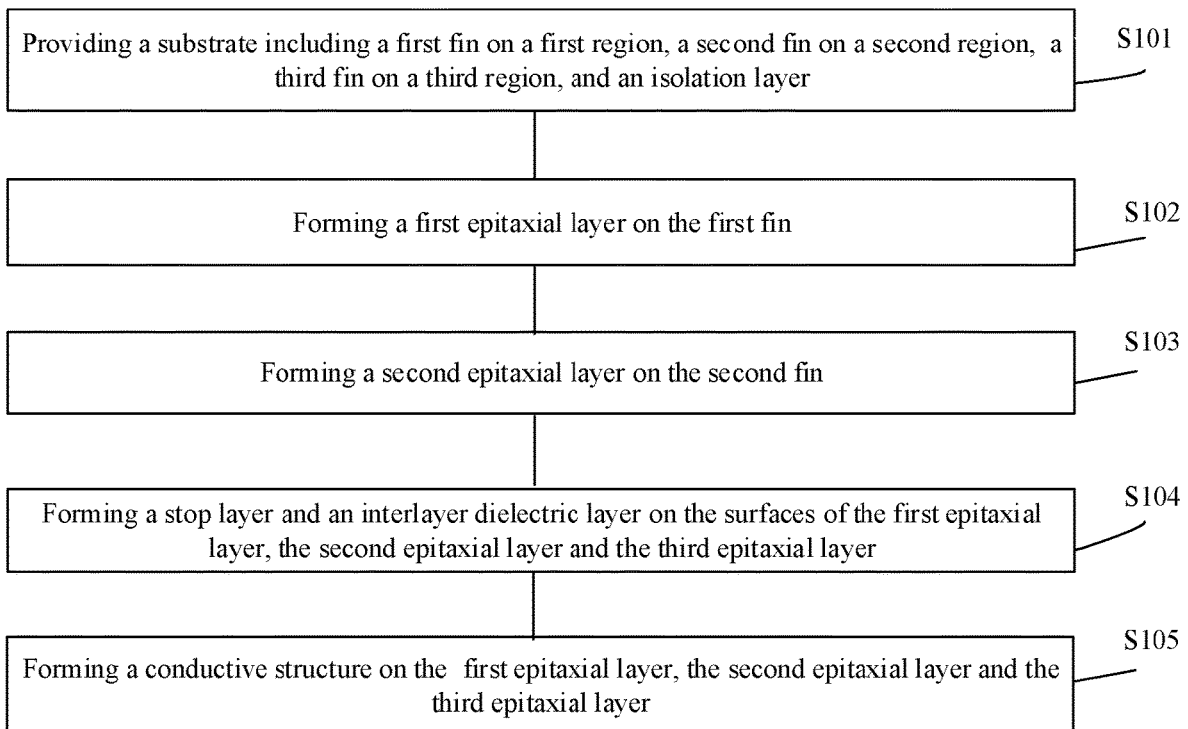 Providing a substrate including a first fin on a first region, a second fin on a second region, a
third fin on a third region, and an isolation layer
S101
Forming a first epitaxial layer on the first fin
S102
Forming a second epitaxial layer on the second fin
S103
Forming a stop layer and an interlayer dielectric layer on the surfaces of the first epitaxial
layer, the second epitaxial layer and the third epitaxial layer
S104
Forming a conductive structure on the first epitaxial layer, the second epitaxial layer and the
third epitaxial layer
S105